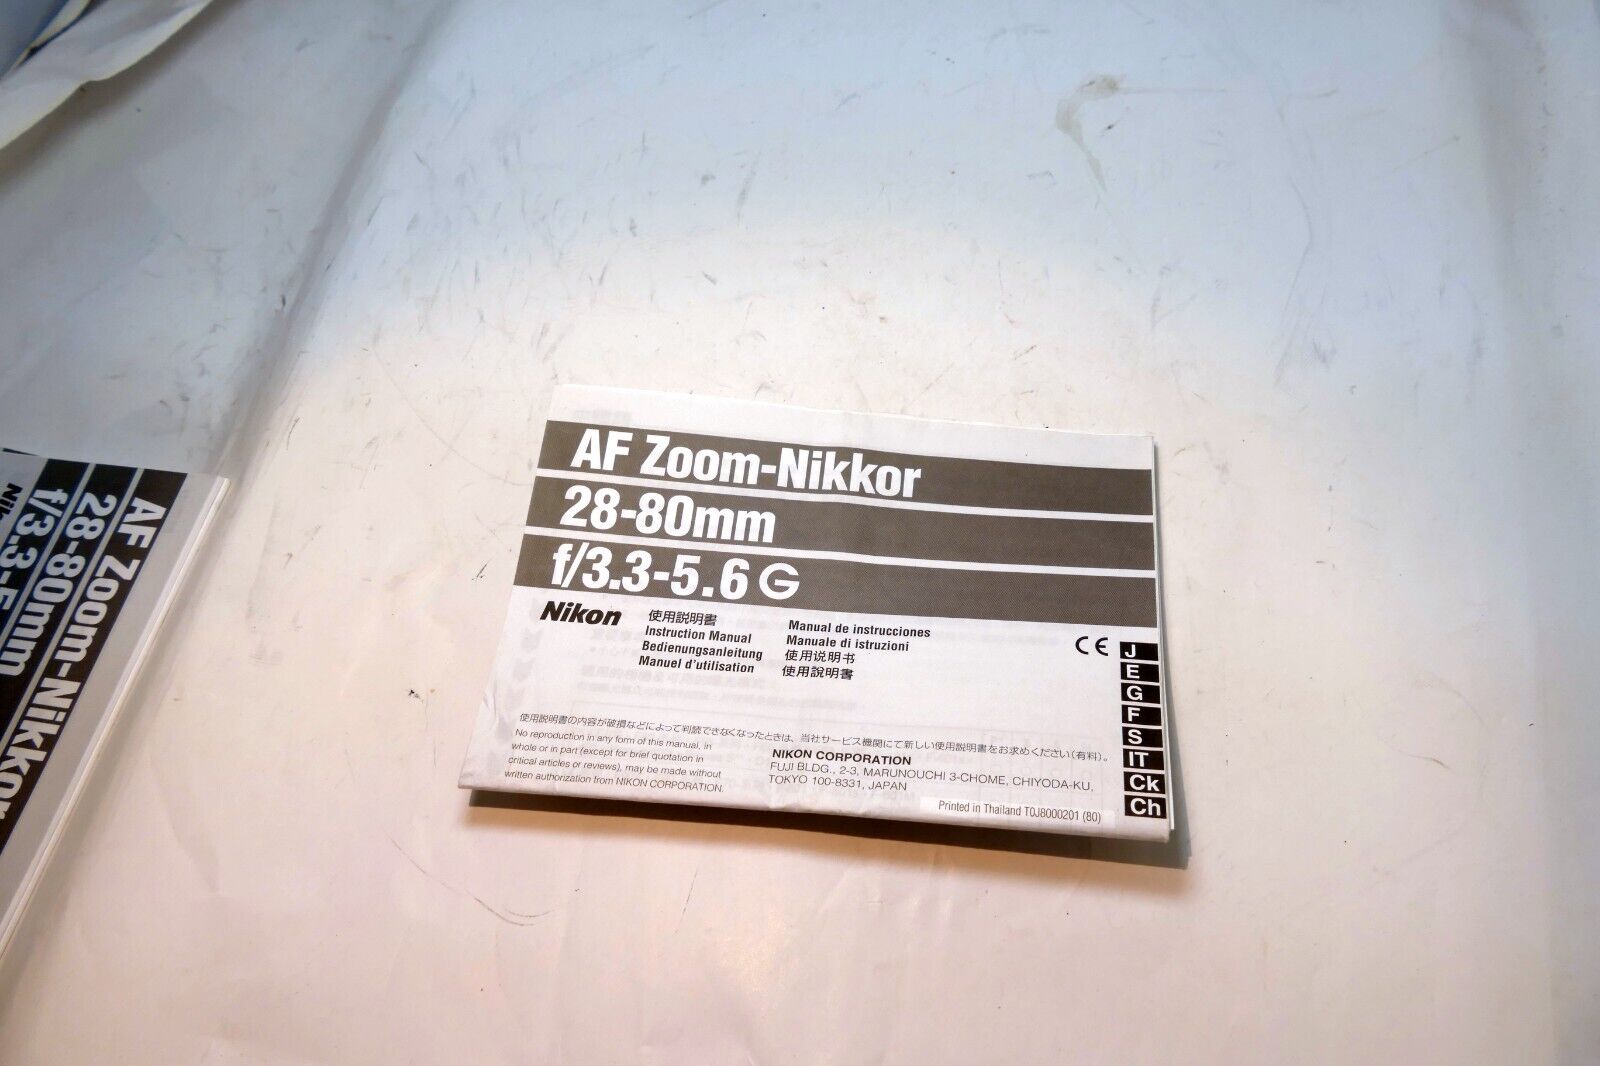 AF Zoom-Nikkor
28-80mm
f/3.3-5.6 G
Nikon
使用説明書
Instruction Manual
Bedienungsanleitung
Manuel d'utilisation
Manual de instrucciones
Manuale di istruzioni
使用说明书
使用說明書
CE
J
E
G
F
S
IT
Ck
Ch
使用説明書の内容が破損などによって判読できなくなったときは、当社サービス機関にて新しい使用説明書をお求めください(有料)。
No reproduction in any form of this manual, in
whole or in part (except for brief quotation in
critical articles or reviews), may be made without
written authorization from NIKON CORPORATION.
NIKON CORPORATION
FUJI BLDG., 2-3, MARUNOUCHI 3-CHOME, CHIYODA-KU,
TOKYO 100-8331, JAPAN
Printed in Thailand T0J8000201 (80)
AF Zoom-Nikkor
28-80mm
f/3.3-5
Nik